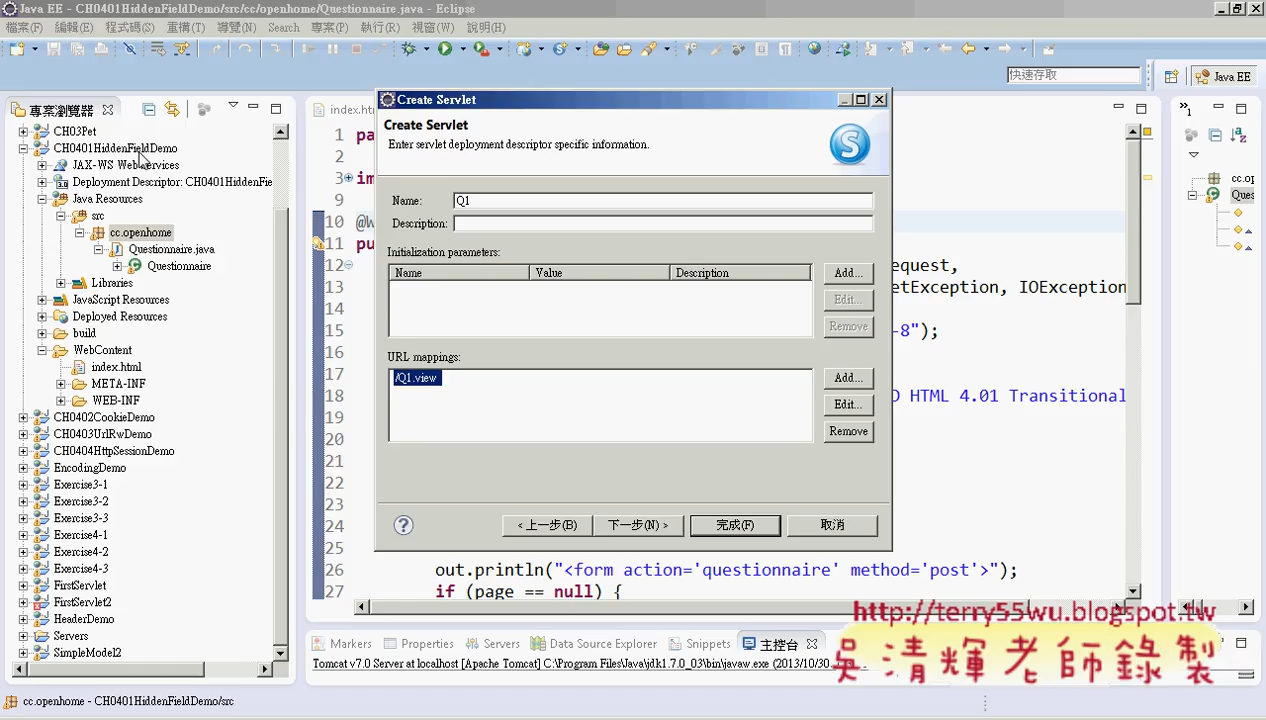 Java EE - CH0401HiddenFieldDemo/src/cc/openhome/Questionnaire.java - Eclipse
檔案(F) 編輯(E) 程式碼(S) 重構(T) 導覽(N) Search 專案(P) 執行(R) 視窗(W) 說明(H)
快速存取
Java EE
專案瀏覽器
CH03Pet
CH0401HiddenFieldDemo
JAX-WS Web Services
Deployment Descriptor: CH0401HiddenFie
Java Resources
src
cc.openhome
Questionnaire.java
Questionnaire
Libraries
JavaScript Resources
Deployed Resources
build
WebContent
index.html
META-INF
WEB-INF
CH0402CookieDemo
CH0403UrlRwDemo
CH0404HttpSessionDemo
EncodingDemo
Exercise3-1
Exercise3-2
Exercise3-3
Exercise4-1
Exercise4-2
Exercise4-3
FirstServlet
FirstServlet2
HeaderDemo
Servers
SimpleModel2
index.ht
1 pa
2
3 im
9
10 @W
11 pu
12 equest,
13 etException, IOException
14
15 -8");
16
17
18 D HTML 4.01 Transitional
19
20
21
22
23
24
25
26 out.println("<form action='questionnaire' method='post'>");
27 if (page == null) {
Create Servlet
Create Servlet
Enter servlet deployment descriptor specific information.
Name: Q1
Description:
Initialization parameters:
Name Value Description
Add...
Edit...
Remove
URL mappings:
/Q1.view
Add...
Edit...
Remove
< 上一步(B) 下一步(N) > 完成(F) 取消
»1
cc.op
Ques
Markers Properties Servers Data Source Explorer Snippets 主控台
Tomcat v7.0 Server at localhost [Apache Tomcat] C:\Program Files\Java\jdk1.7.0_03\bin\javaw.exe (2013/10/30.
http://terry55wu.blogspot.tw
吳清輝老師錄製
cc.openhome - CH0401HiddenFieldDemo/src